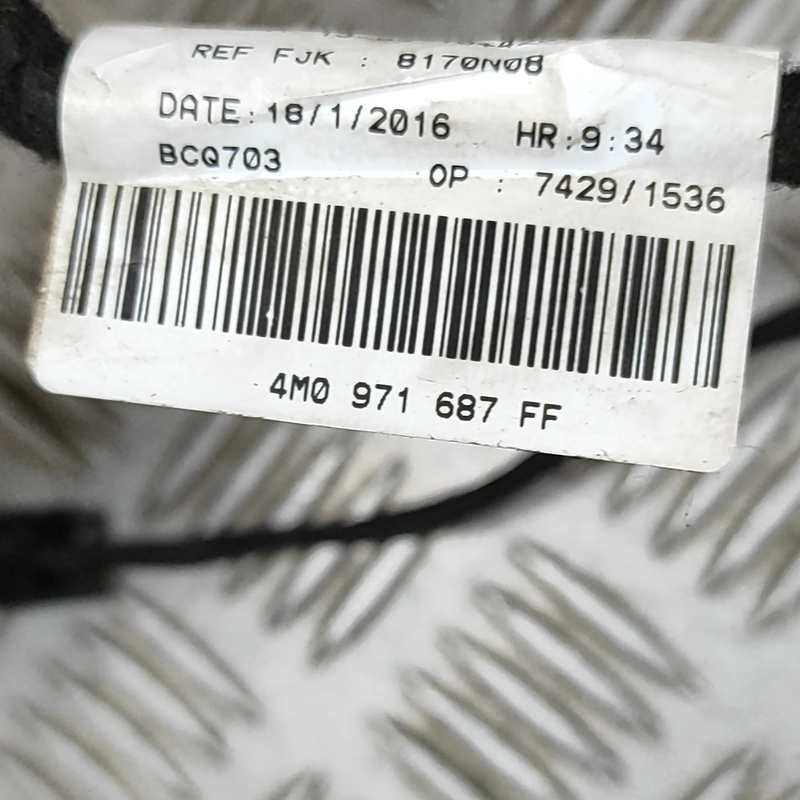 REF FJK : 8170N08
DATE: 18/1/2016 HR:9:34
BCQ703 OP : 7429/1536
4M0 971 687 FF